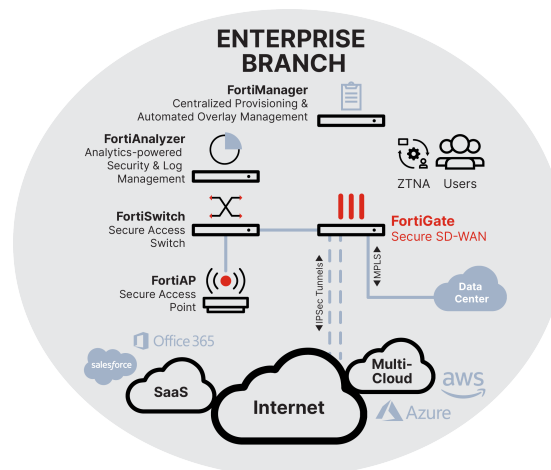 ENTERPRISE
BRANCH
FortiManager
Centralized Provisioning &
Automated Overlay Management
FortiAnalyzer
Analytics-powered
Security & Log
Management
ZTNA
Users
FortiSwitch
Secure Access
Switch
FortiGate
Secure SD-WAN
FortiAP
Secure Access
Point
◄IPSec Tunnels►
◄MPLS►
Data
Center
Office 365
salesforce
SaaS
Internet
Multi-
Cloud
aws
Azure